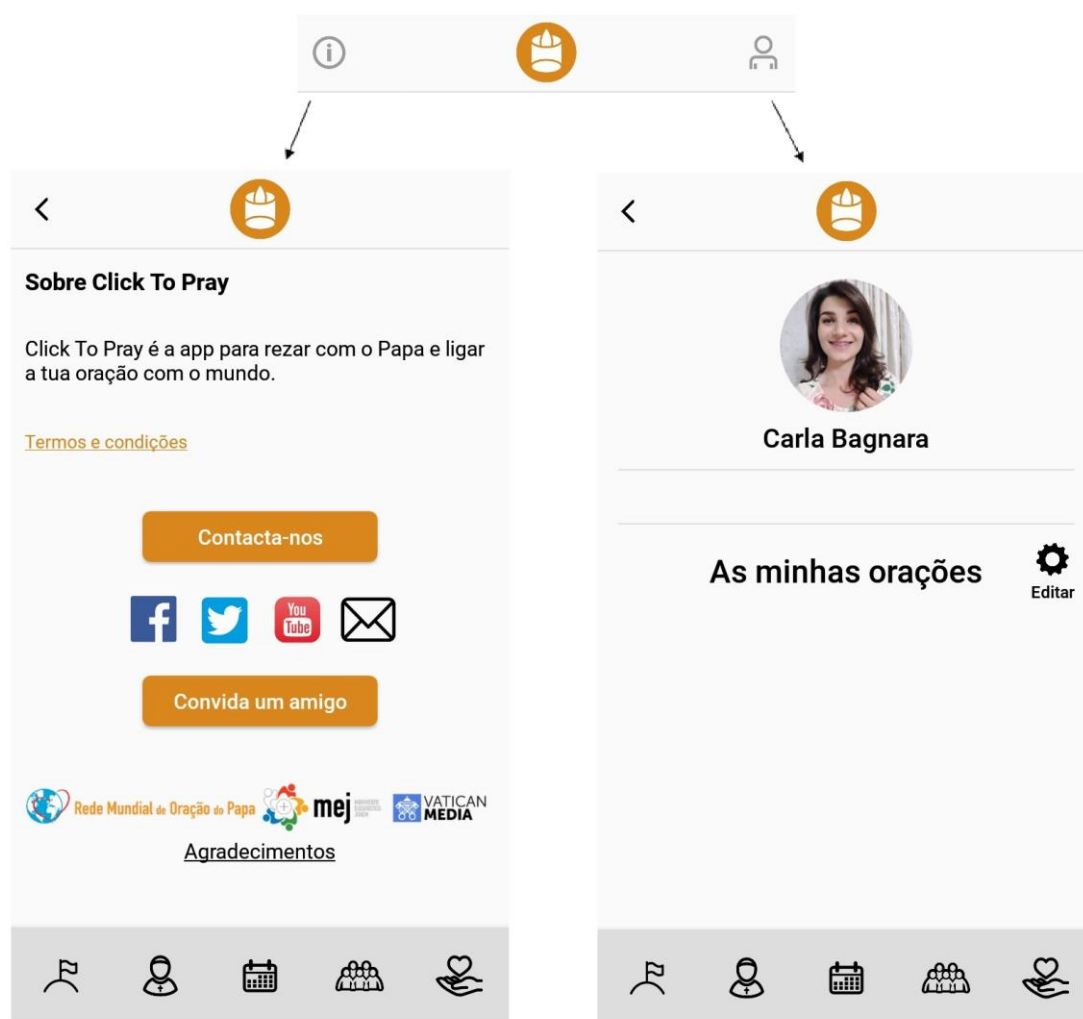 Sobre Click To Pray
Click To Pray é a app para rezar com o Papa e ligar
a tua oração com o mundo.
Termos e condições
Contacta-nos
You
Tube
Convida um amigo
Rede Mundial de Oração do Papa
mej
VATICAN
MEDIA
Agradecimentos
Carla Bagnara
As minhas orações
Editar